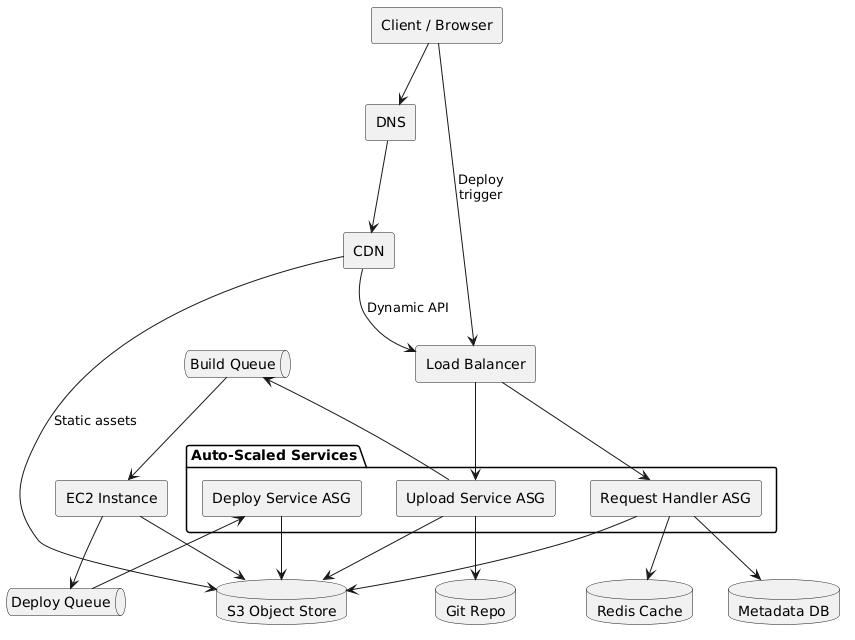 Client / Browser
DNS
Deploy
trigger
CDN
Dynamic API
Build Queue
Load Balancer
Static assets
Auto-Scaled Services
EC2 Instance
Deploy Service ASG
Upload Service ASG
Request Handler ASG
Deploy Queue
S3 Object Store
Git Repo
Redis Cache
Metadata DB